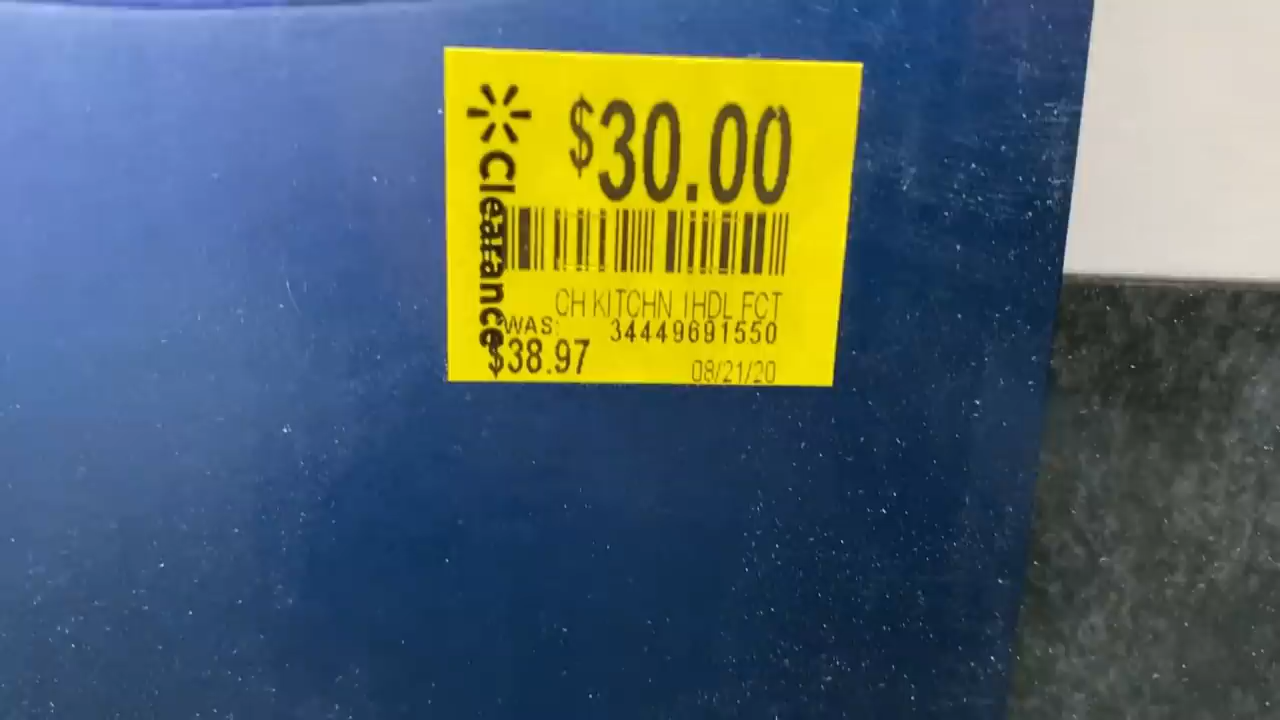 Clearance
$30.00
CH KITCHN 1HDL FCT
WAS: 34449691550
$38.97
08/21/20